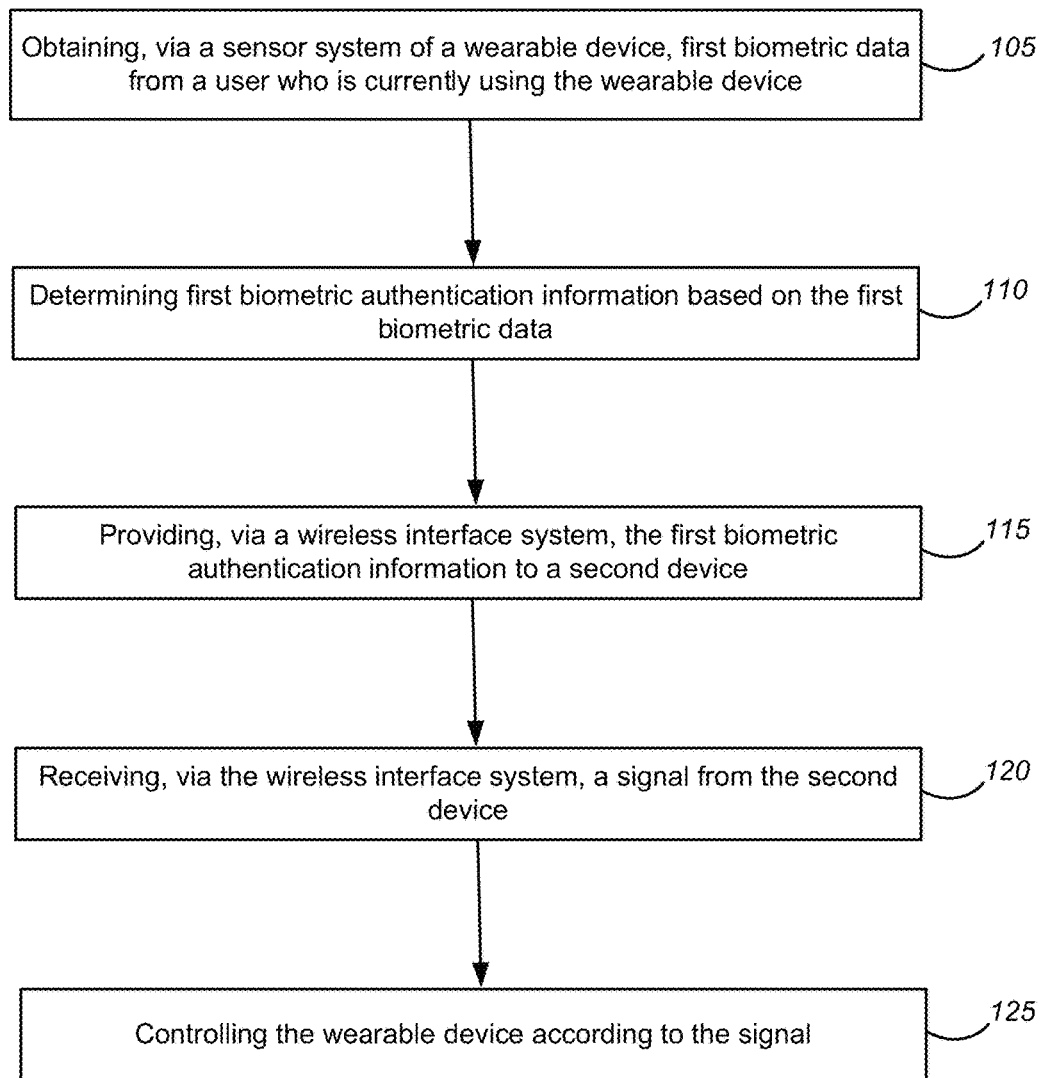 Obtaining, via a sensor system of a wearable device, first biometric data
from a user who is currently using the wearable device
105
Determining first biometric authentication information based on the first
biometric data
110
Providing, via a wireless interface system, the first biometric
authentication information to a second device
115
Receiving, via the wireless interface system, a signal from the second
device
120
Controlling the wearable device according to the signal
125